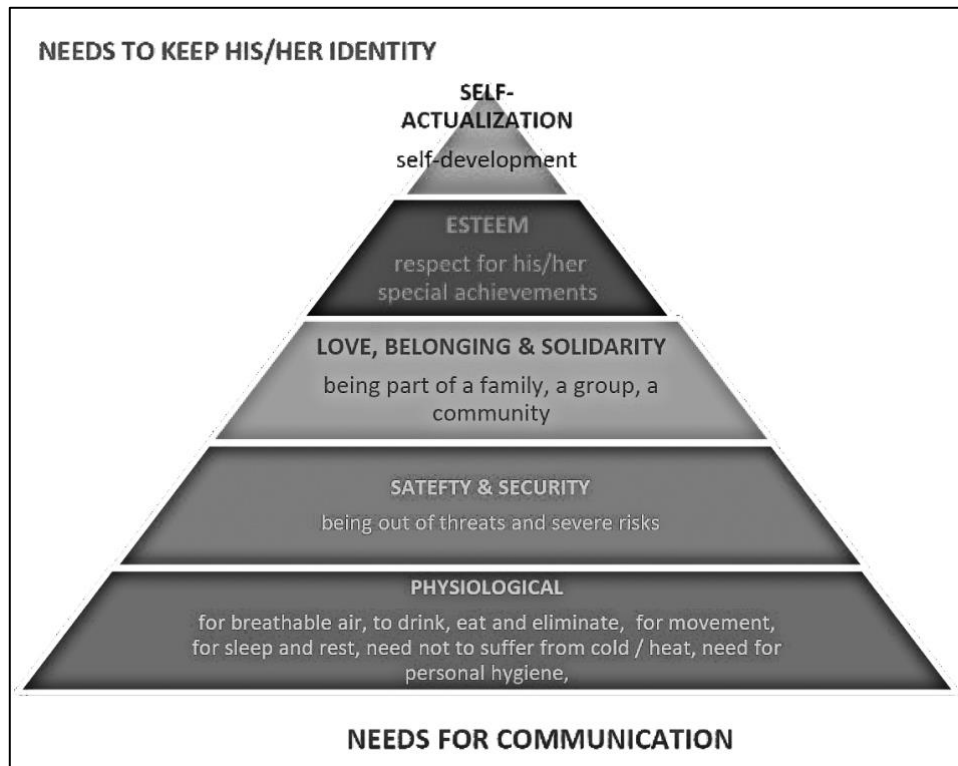 NEEDS TO KEEP HIS/HER IDENTITY
SELF-
ACTUALIZATION
self-development
ESTEEM
respect for his/her
special achievements
LOVE, BELONGING & SOLIDARITY
being part of a family, a group, a
community
SATEFTY & SECURITY
being out of threats and severe risks
PHYSIOLOGICAL
for breathable air, to drink, eat and eliminate, for movement,
for sleep and rest, need not to suffer from cold / heat, need for
personal hygiene,
NEEDS FOR COMMUNICATION